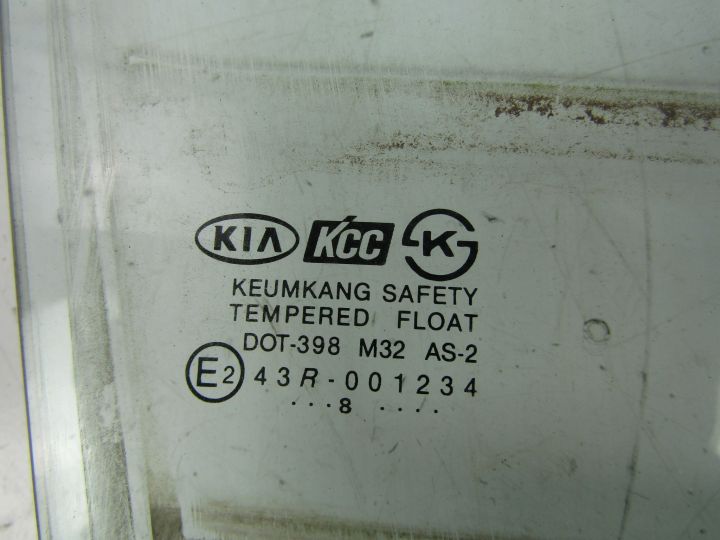 KIA KCC K
KEUMKANG SAFETY
TEMPERED FLOAT
DOT-398 M32 AS-2
E2 43R-001234
...8 ....